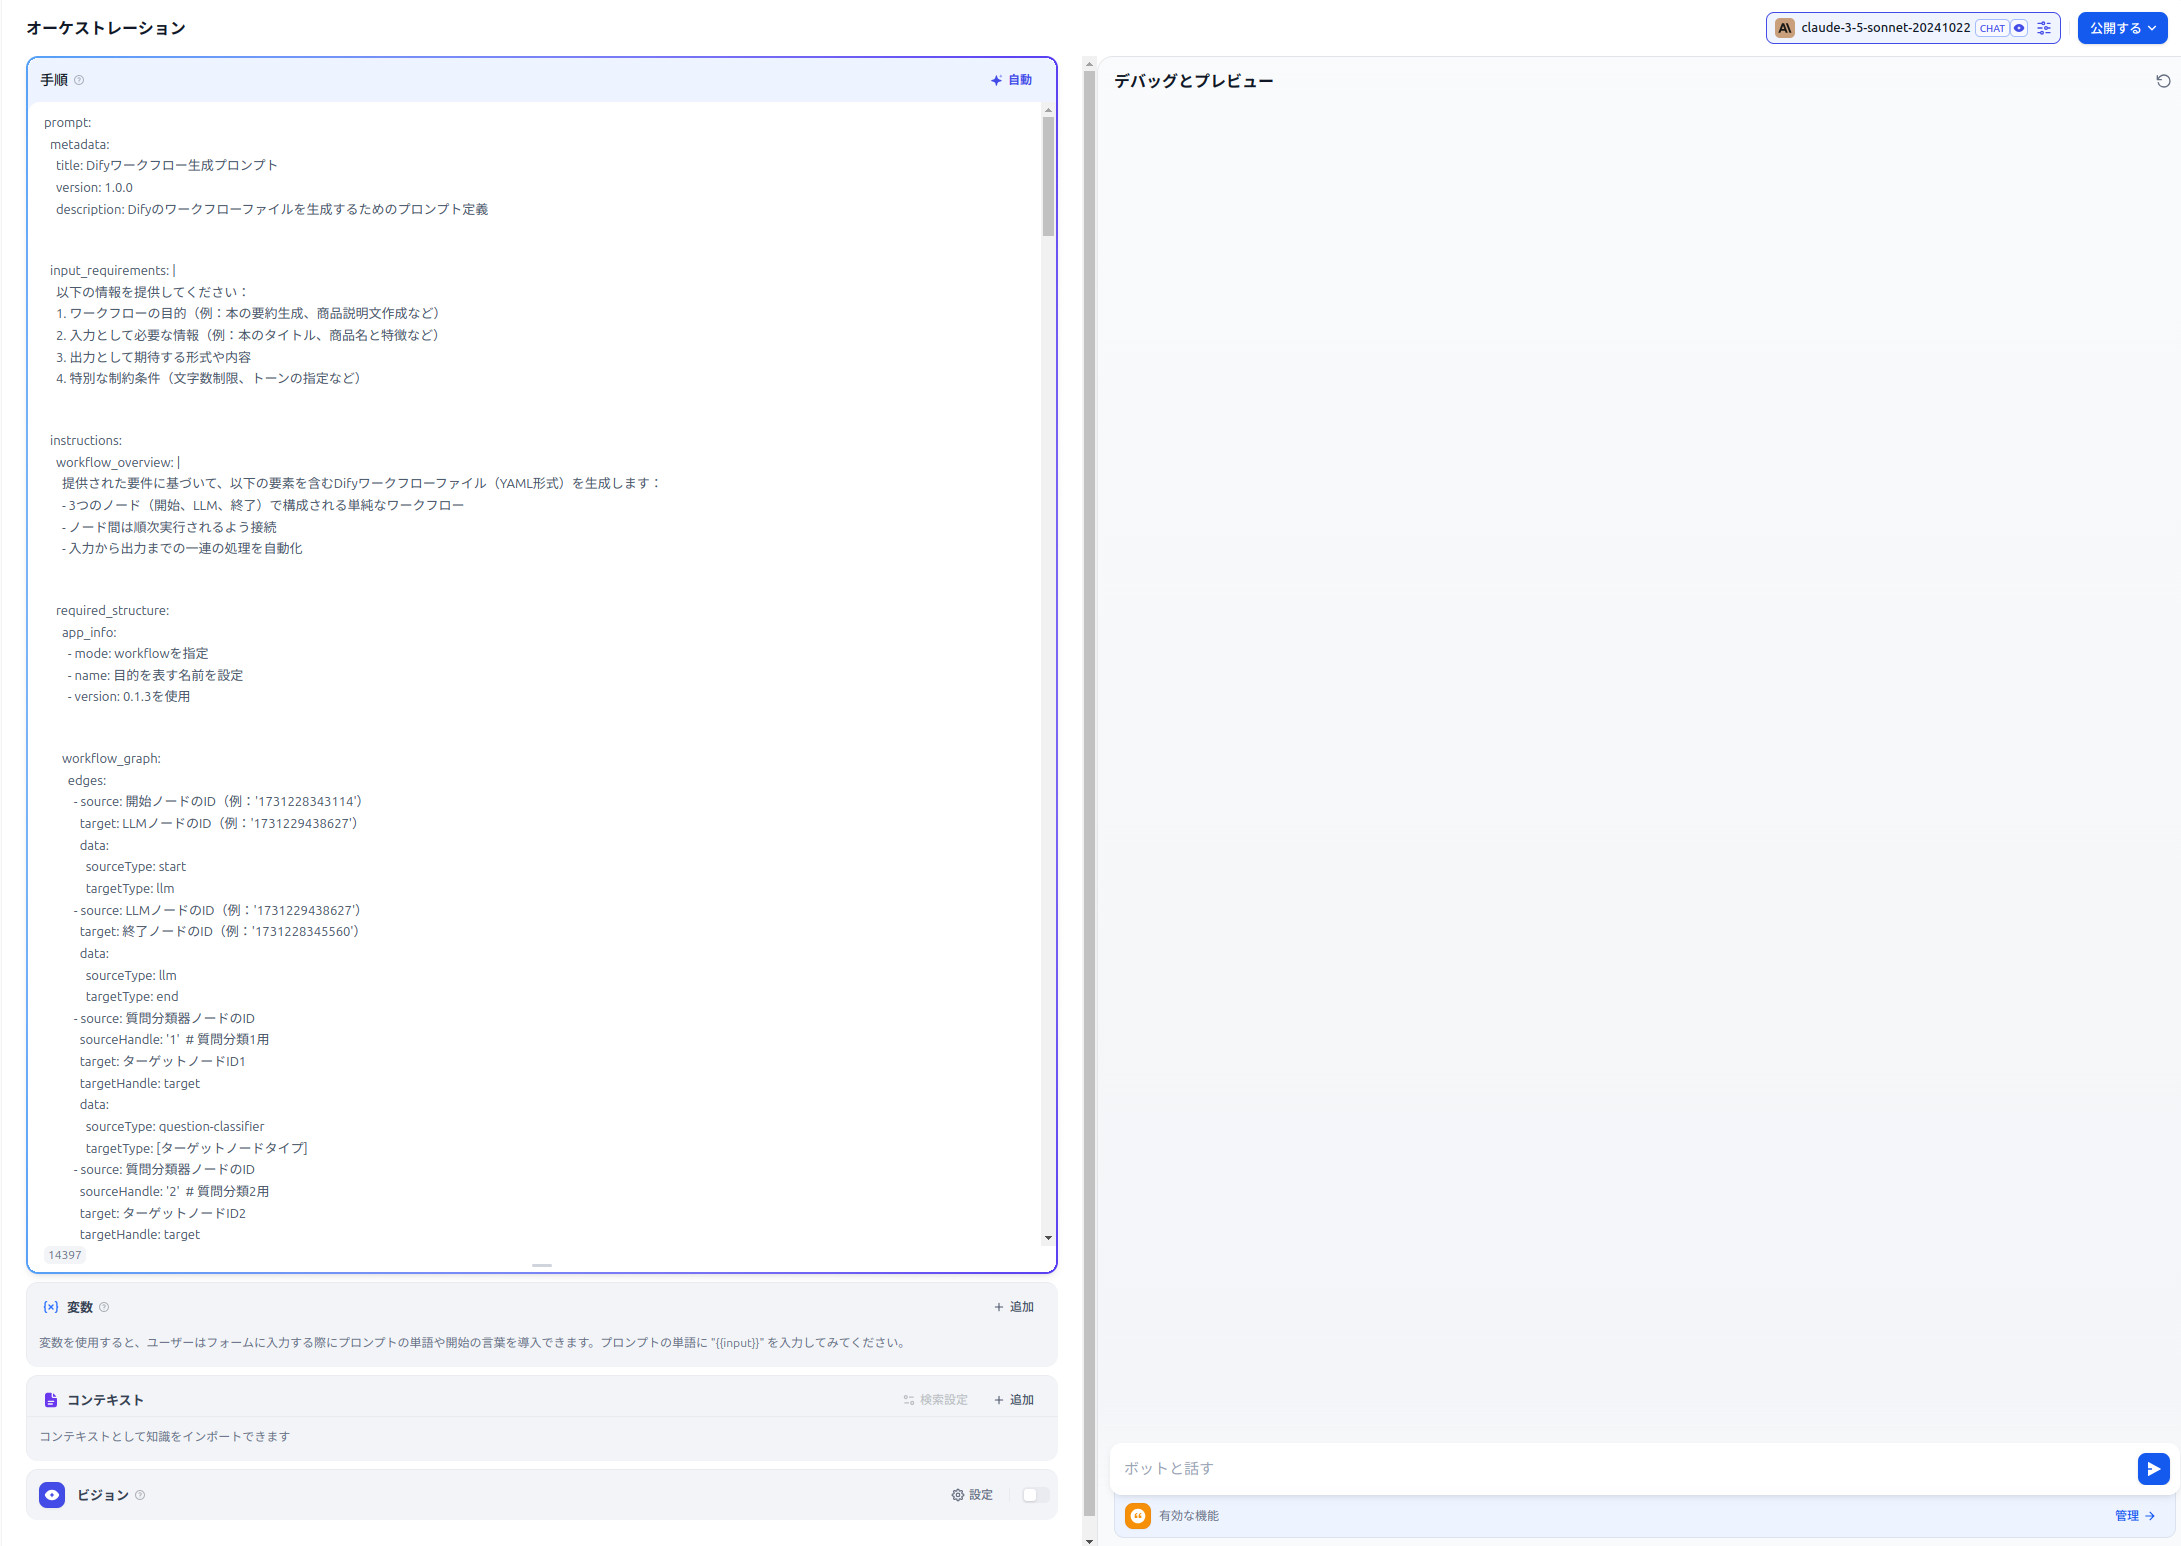 オーケストレーション
claude-3-5-sonnet-20241022 CHAT
公開する
手順
自動
prompt:
metadata:
title: Difyワークフロー生成プロンプト
version: 1.0.0
description: Difyのワークフローファイルを生成するためのプロンプト定義
input_requirements: |
以下の情報を提供してください：
1. ワークフローの目的（例：本の要約生成、商品説明文作成など）
2. 入力として必要な情報（例：本のタイトル、商品名と特徴など）
3. 出力として期待する形式や内容
4. 特別な制約条件（文字数制限、トーンの指定など）
instructions:
workflow_overview: |
提供された要件に基づいて、以下の要素を含むDifyワークフローファイル（YAML形式）を生成します：
- 3つのノード（開始、LLM、終了）で構成される単純なワークフロー
- ノード間は順次実行されるよう接続
- 入力から出力までの一連の処理を自動化
required_structure:
app_info:
- mode: workflowを指定
- name: 目的を表す名前を設定
- version: 0.1.3を使用
workflow_graph:
edges:
- source: 開始ノードのID（例：'1731228343114'）
target: LLMノードのID（例：'1731229438627'）
data:
sourceType: start
targetType: llm
- source: LLMノードのID（例：'1731229438627'）
target: 終了ノードのID（例：'1731228345560'）
data:
sourceType: llm
targetType: end
- source: 質問分類器ノードのID
sourceHandle: '1' # 質問分類1用
target: ターゲットノードID1
targetHandle: target
data:
sourceType: question-classifier
targetType: [ターゲットノードタイプ]
- source: 質問分類器ノードのID
sourceHandle: '2' # 質問分類2用
target: ターゲットノードID2
targetHandle: target
14397
{x} 変数
+ 追加
変数を使用すると、ユーザーはフォームに入力する際にプロンプトの単語や開始の言葉を導入できます。プロンプトの単語に "{{input}}" を入力してみてください。
コンテキスト
検索設定
+ 追加
コンテキストとして知識をインポートできます
ビジョン
設定
デバッグとプレビュー
ボットと話す
有効な機能
管理 →